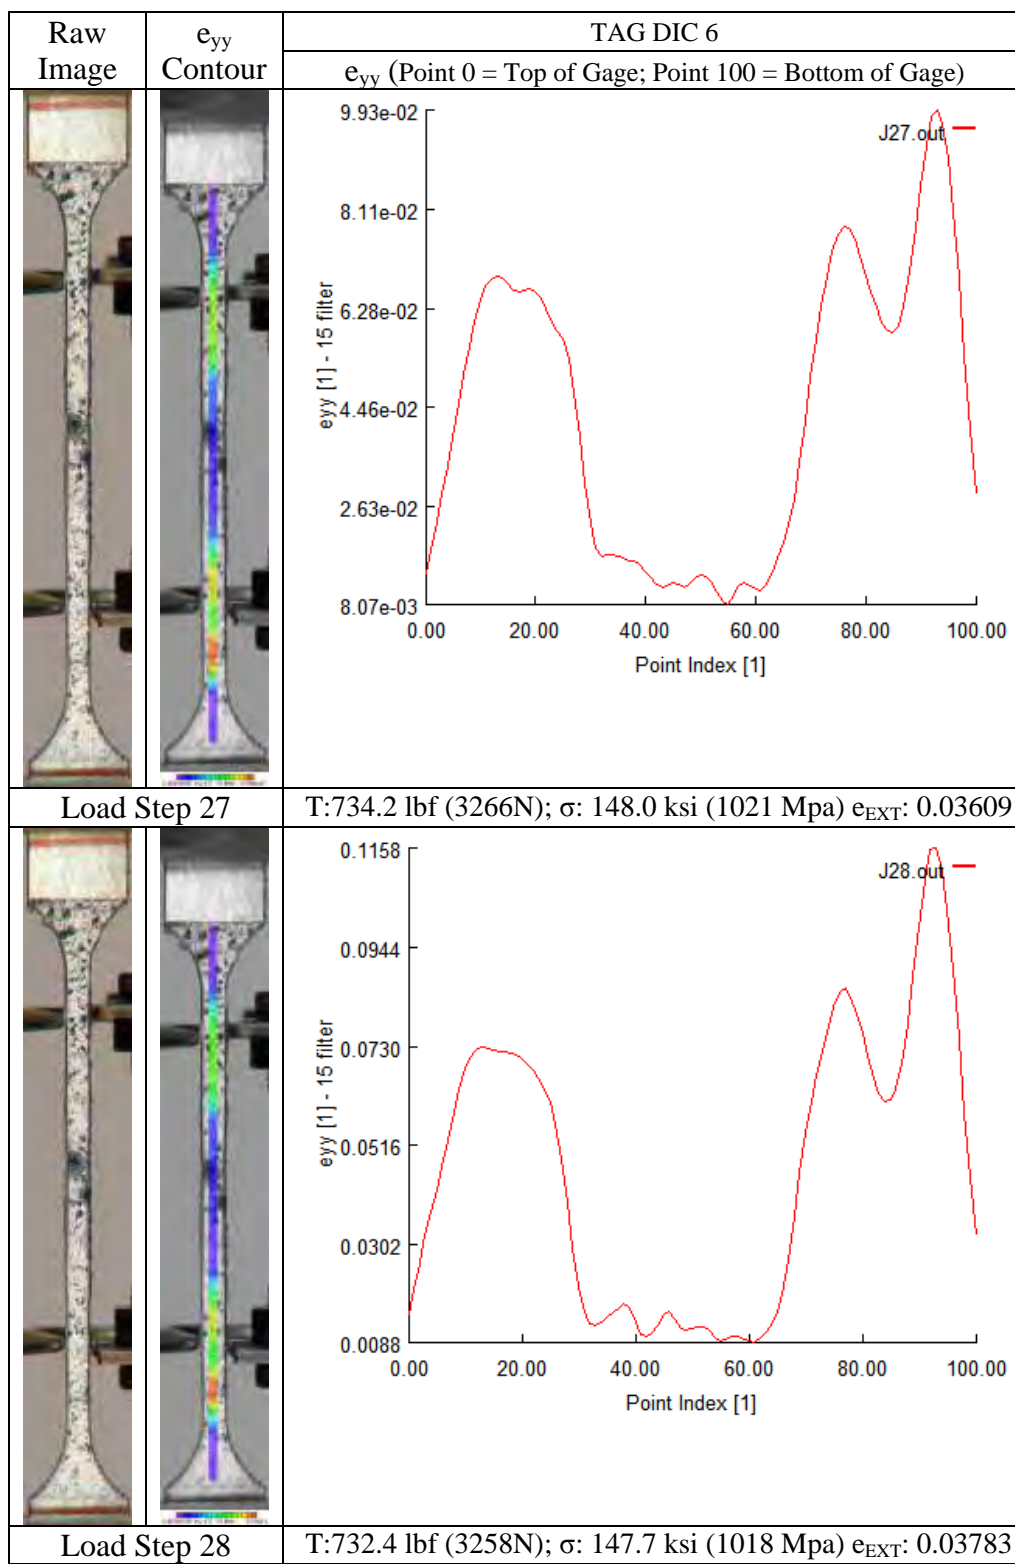 Raw Image
e_yy Contour
TAG DIC 6
e_yy (Point 0 = Top of Gage; Point 100 = Bottom of Gage)
9.93e-02
8.11e-02
6.28e-02
4.46e-02
2.63e-02
8.07e-03
eyy [1] - 15 filter
J27.out
0.00 20.00 40.00 60.00 80.00 100.00
Point Index [1]
Load Step 27
T:734.2 lbf (3266N); σ: 148.0 ksi (1021 Mpa) e_EXT: 0.03609
0.1158
0.0944
0.0730
0.0516
0.0302
0.0088
eyy [1] - 15 filter
J28.out
0.00 20.00 40.00 60.00 80.00 100.00
Point Index [1]
Load Step 28
T:732.4 lbf (3258N); σ: 147.7 ksi (1018 Mpa) e_EXT: 0.03783